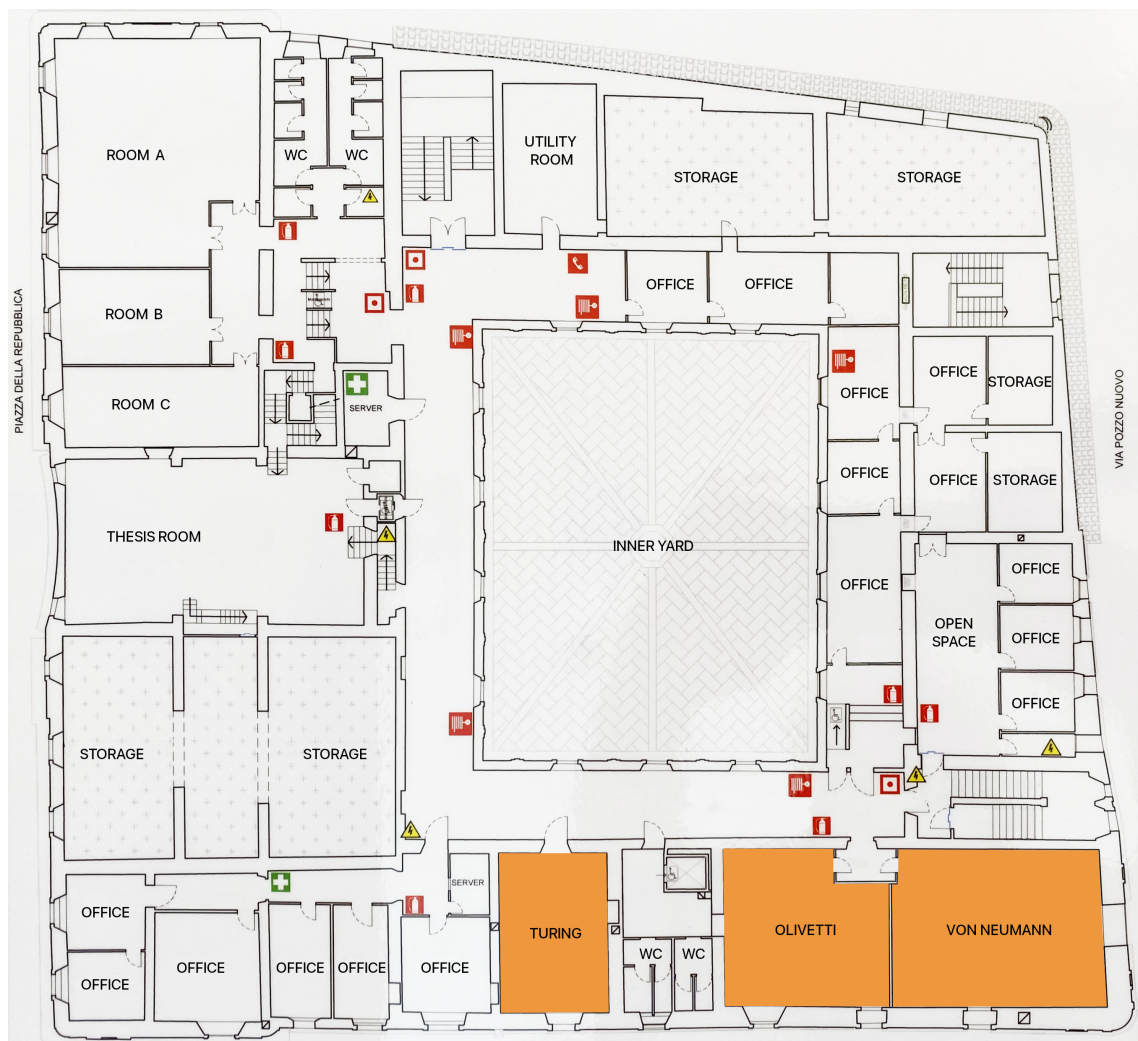 ROOM A
WC
WC
UTILITY
ROOM
STORAGE
STORAGE
OFFICE
OFFICE
ROOM B
PIAZZA DELLA REPUBBLICA
ROOM C
SERVER
OFFICE
OFFICE
STORAGE
VIA POZZO NUOVO
OFFICE
OFFICE
STORAGE
THESIS ROOM
INNER YARD
OFFICE
OFFICE
OPEN
SPACE
OFFICE
OFFICE
STORAGE
STORAGE
SERVER
OFFICE
OFFICE
OFFICE
OFFICE
OFFICE
OFFICE
TURING
WC
WC
OLIVETTI
VON NEUMANN